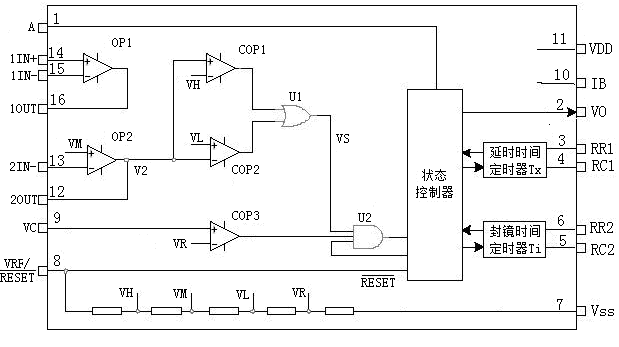 A 1
11 VDD
1IN+ 14
1IN- 15
OP1
COP1
VH
10 IB
1OUT 16
U1
2 VO
VM
OP2
VL
COP2
VS
3 RR1
延时时间
定时器Tx
4 RC1
2IN- 13
V2
状态
控制器
2OUT 12
VC 9
COP3
VR
U2
6 RR2
封镜时间
定时器Ti
5 RC2
VRF/
RESET 8
RESET
VH VM VL VR
7 Vss